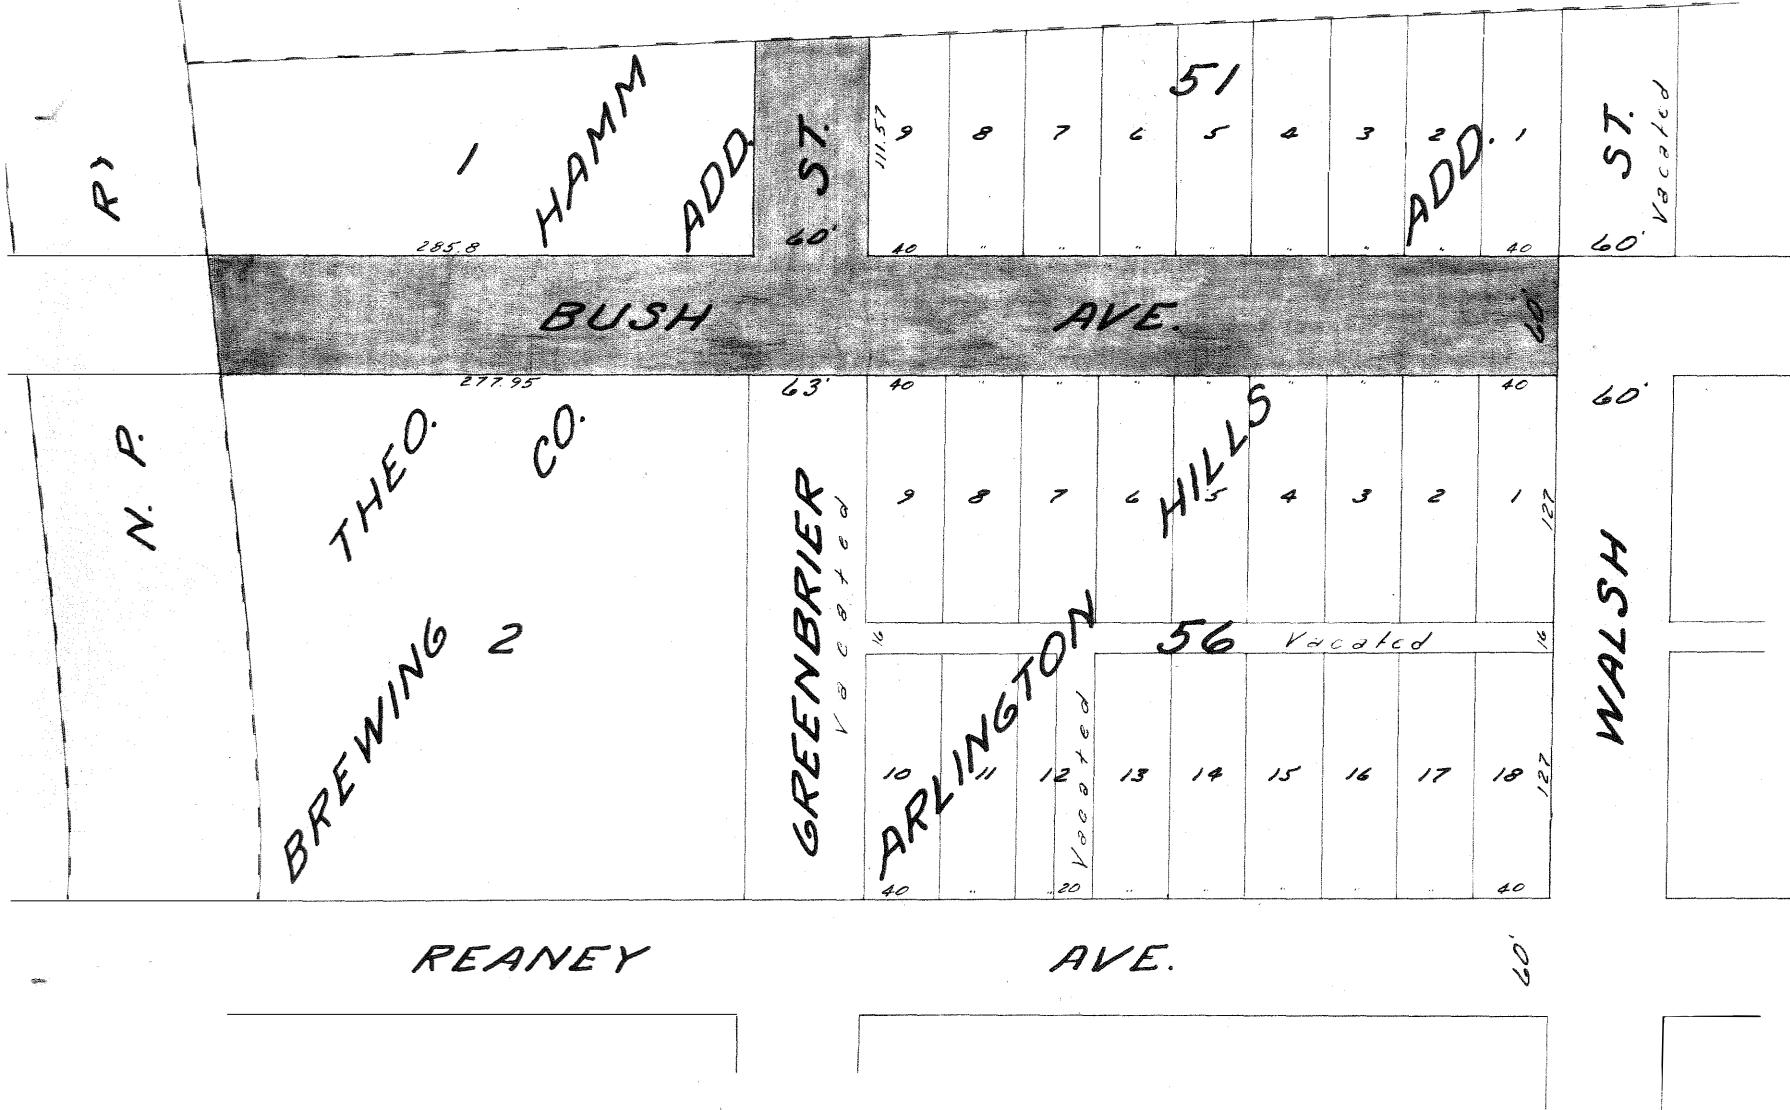 51
1 HAMM ADD. ST. 111.57 9 8 7 6 5 4 3 2 ADD. 1 ST. Vacated
285.8 60' 40 " " " " " " " 40 60'
BUSH AVE. 60'
277.95 63' 40 " " " " " " " 40 60'
THEO. CO.
N. P.
HILLS
9 8 7 6 5 4 3 2 1 127
GREENBRIER
Vacated
BREWING 2
16 56 Vacated 16
WALSH
ARLINGTON
10 11 12 Vacated 13 14 15 16 17 18 127
40 " " 20 " " " " " 40
REANEY AVE. 60'